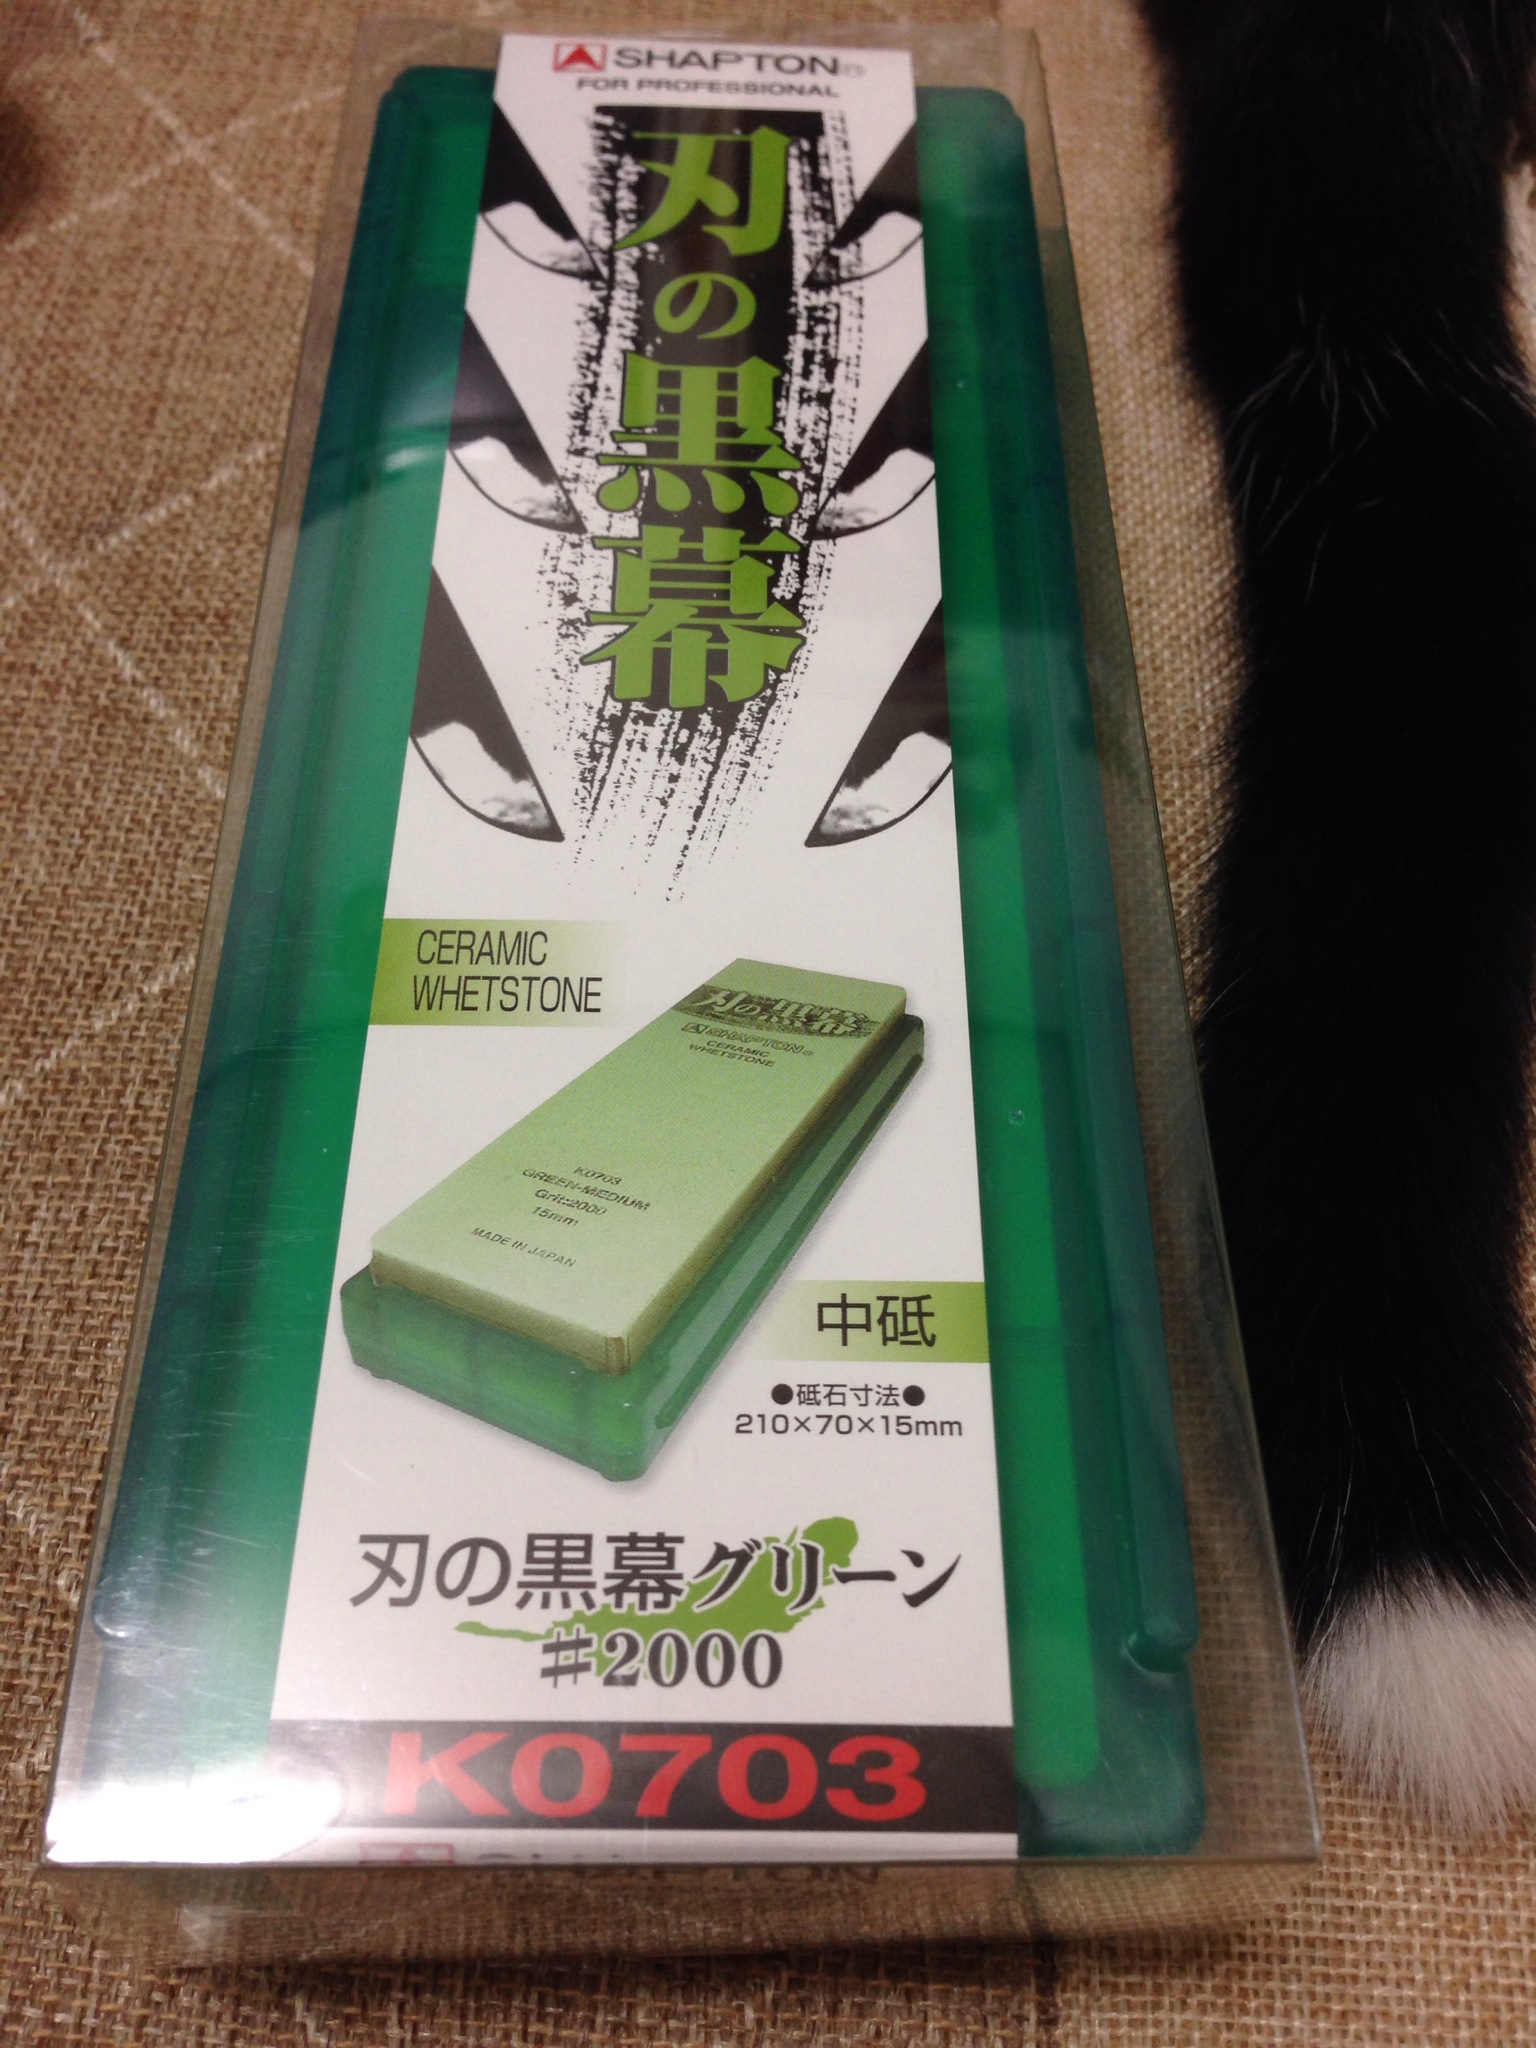 SHAPTON®
FOR PROFESSIONAL
刃の黒幕
CERAMIC
WHETSTONE
刃の黒幕
SHAPTON®
CERAMIC
WHETSTONE
K0703
GREEN-MEDIUM
Grit:2000
15mm
MADE IN JAPAN
中砥
●砥石寸法●
210×70×15mm
刃の黒幕グリーン
#2000
K0703